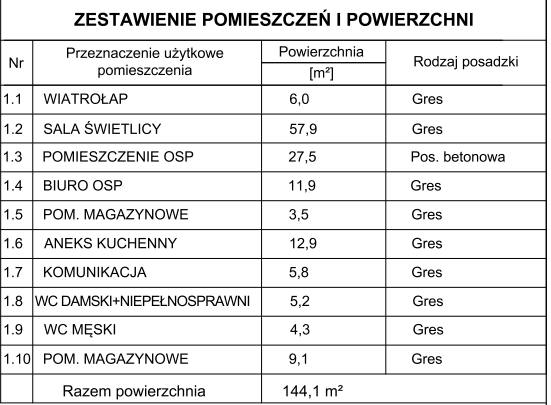 ZESTAWIENIE POMIESZCZEŃ I POWIERZCHNI
Nr Przeznaczenie użytkowe pomieszczenia Powierzchnia [m²] Rodzaj posadzki
1.1 WIATROŁAP 6,0 Gres
1.2 SALA ŚWIETLICY 57,9 Gres
1.3 POMIESZCZENIE OSP 27,5 Pos. betonowa
1.4 BIURO OSP 11,9 Gres
1.5 POM. MAGAZYNOWE 3,5 Gres
1.6 ANEKS KUCHENNY 12,9 Gres
1.7 KOMUNIKACJA 5,8 Gres
1.8 WC DAMSKI+NIEPEŁNOSPRAWNI 5,2 Gres
1.9 WC MĘSKI 4,3 Gres
1.10 POM. MAGAZYNOWE 9,1 Gres
Razem powierzchnia 144,1 m²